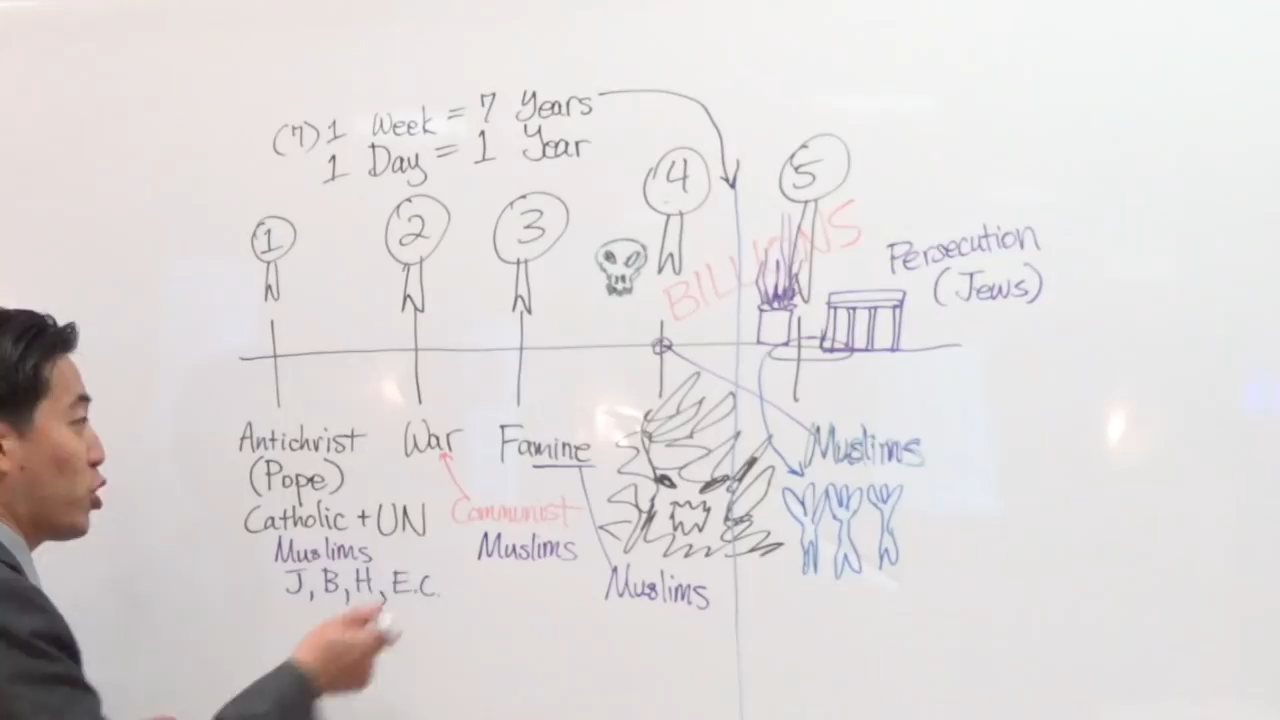 (7) 1 Week = 7 Years
1 Day = 1 Year
1
2
3
4
5
BILLIONS
Persecution
(Jews)
Antichrist
(Pope)
Catholic + UN
Muslims
J, B, H, E.C.
War
Communist
Muslims
Famine
Muslims
Muslims